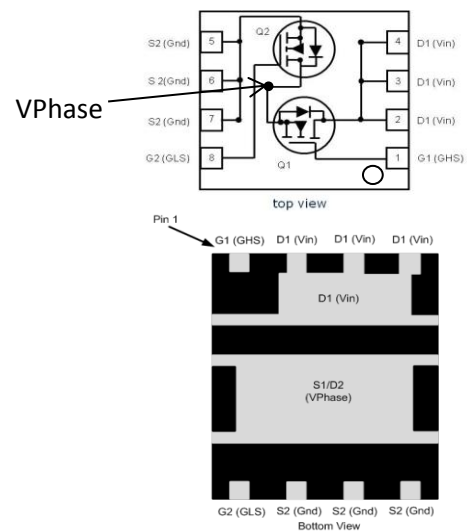 Q2
S2(Gnd) 5 4 D1(Vin)
S 2(Gnd) 6 3 D1(Vin)
VPhase
S2(Gnd) 7 2 D1(Vin)
G2(GLS) 8 1 G1(GHS)
Q1
top view
Pin 1
G1 (GHS) D1 (Vin) D1 (Vin) D1 (Vin)
D1 (Vin)
S1/D2
(VPhase)
G2 (GLS) S2 (Gnd) S2 (Gnd) S2 (Gnd)
Bottom View